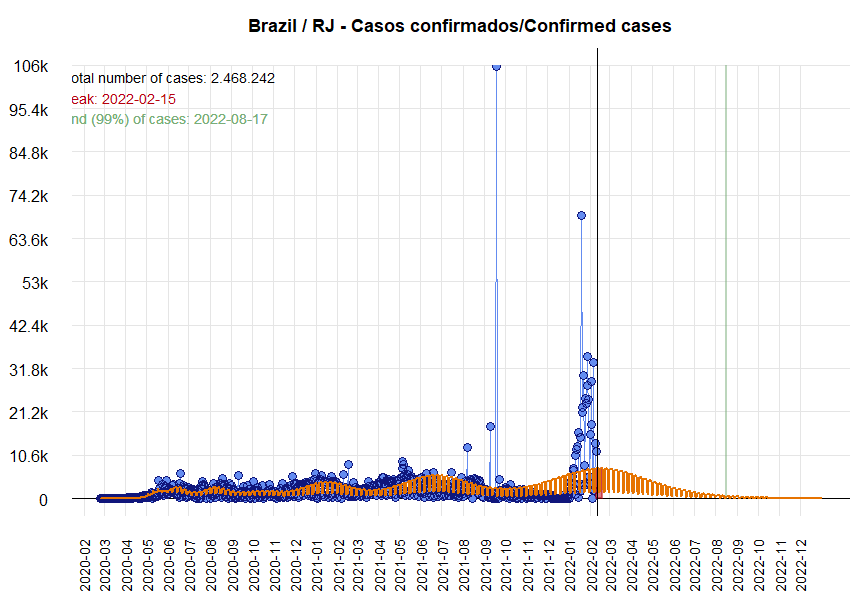 Brazil / RJ - Casos confirmados/Confirmed cases
106k
otal number of cases: 2.468.242
eak: 2022-02-15
95.4k
nd (99%) of cases: 2022-08-17
84.8k
74.2k
63.6k
53k
42.4k
31.8k
21.2k
10.6k
0
2020-02
2020-03
2020-04
2020-05
2020-06
2020-07
2020-08
2020-09
2020-10
2020-11
2020-12
2021-01
2021-02
2021-03
2021-04
2021-05
2021-06
2021-07
2021-08
2021-09
2021-10
2021-11
2021-12
2022-01
2022-02
2022-03
2022-04
2022-05
2022-06
2022-07
2022-08
2022-09
2022-10
2022-11
2022-12